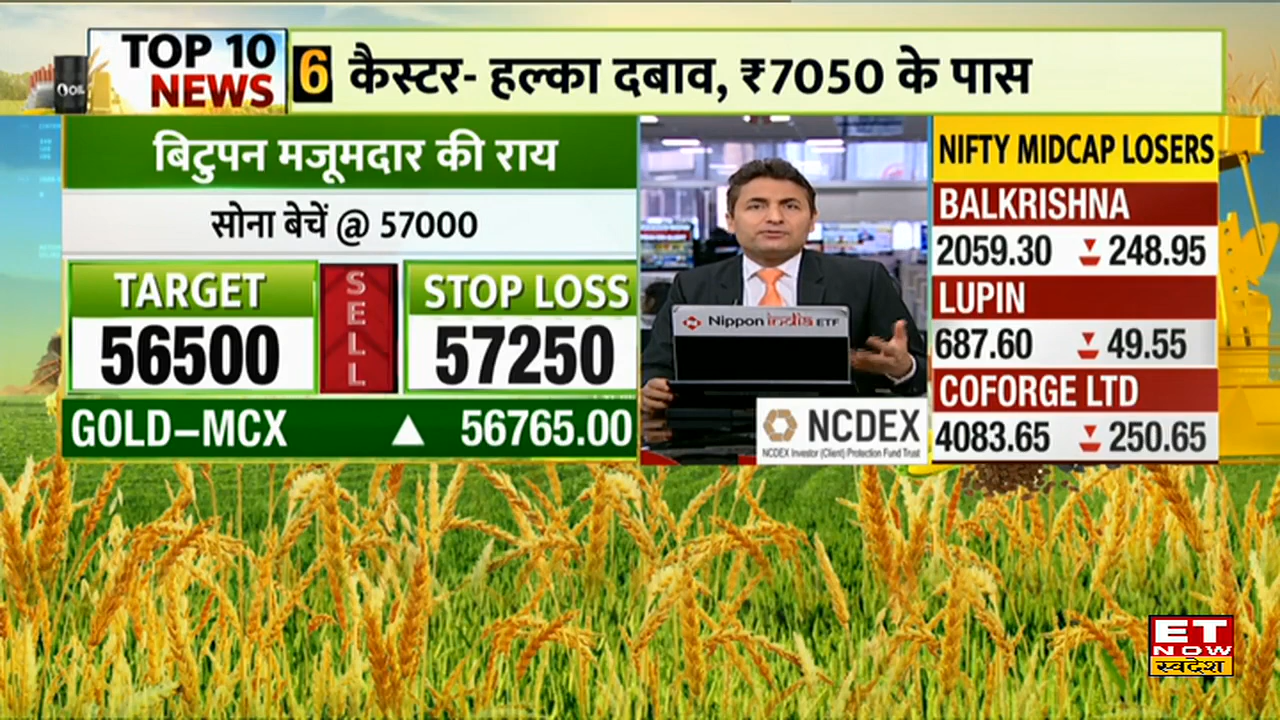 TOP 10
NEWS
6 कैस्टर- हल्का दबाव, ₹7050 के पास
OIL
बिटुपन मजूमदार की राय
सोना बेचें @ 57000
TARGET
56500
SELL
STOP LOSS
57250
GOLD–MCX 56765.00
Nippon india ETF
NCDEX
NCDEX Investor (Client) Protection Fund Trust
NIFTY MIDCAP LOSERS
BALKRISHNA
2059.30 248.95
LUPIN
687.60 49.55
COFORGE LTD
4083.65 250.65
ET
NOW
स्वदेश